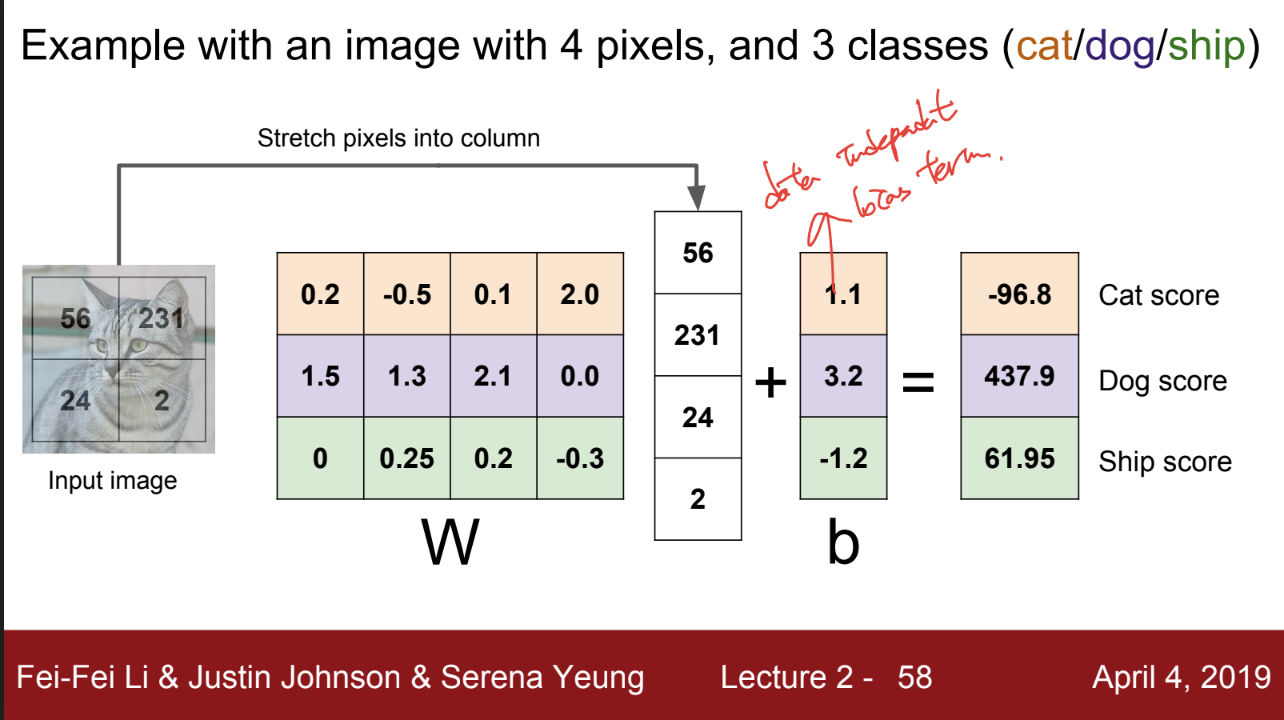 Example with an image with 4 pixels, and 3 classes (cat/dog/ship)
Stretch pixels into column
data independent
bias term.
56 231
24 2
Input image
0.2 -0.5 0.1 2.0
1.5 1.3 2.1 0.0
0 0.25 0.2 -0.3
W
56
231
24
2
+
1.1
3.2
-1.2
b
=
-96.8 Cat score
437.9 Dog score
61.95 Ship score
Fei-Fei Li & Justin Johnson & Serena Yeung Lecture 2 - 58 April 4, 2019